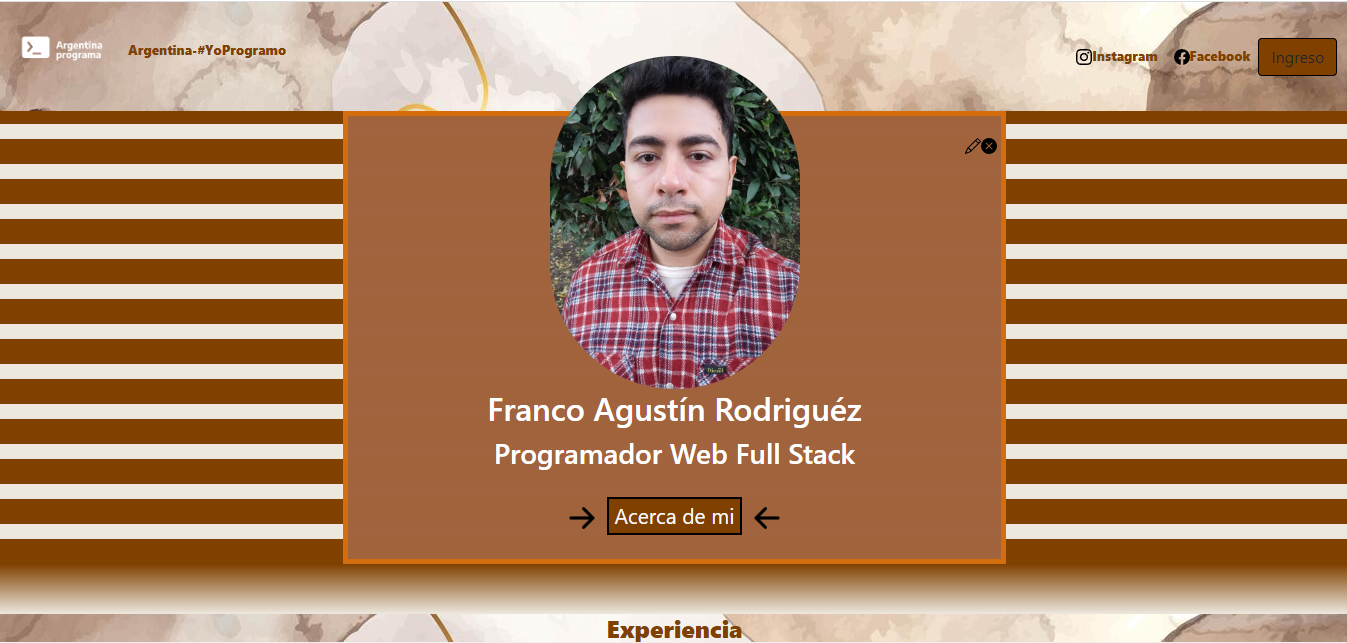 Argentina
programa
Argentina-#YoProgramo
Instagram
Facebook
Ingreso
Franco Agustín Rodriguéz
Programador Web Full Stack
Acerca de mi
Experiencia